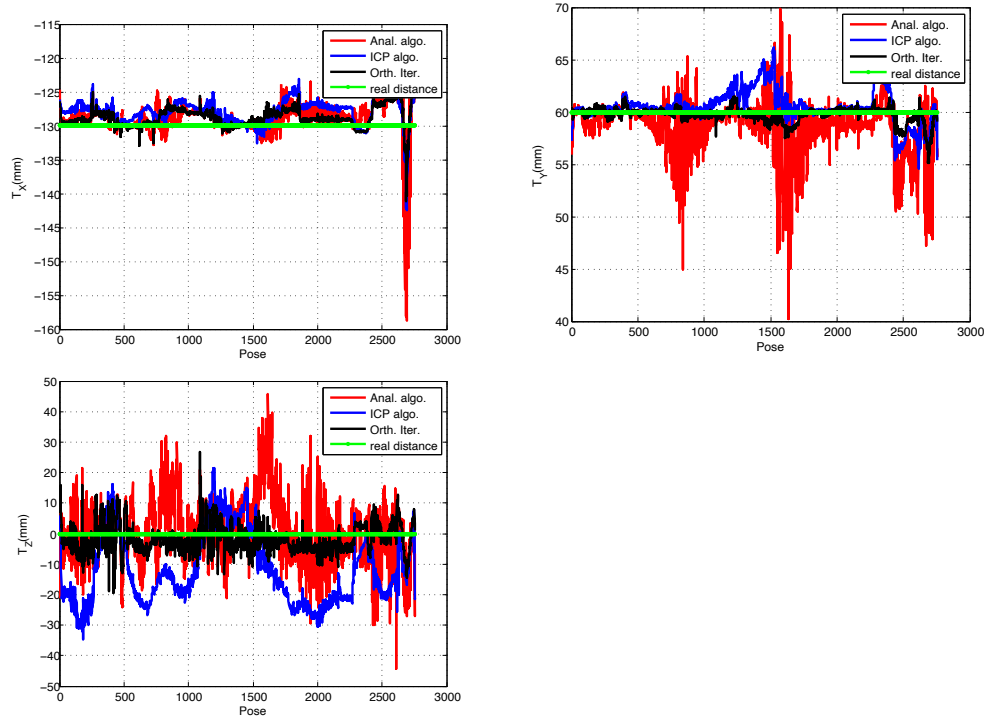 −115
−120
−125
−130
−135
−140
−145
−150
−155
−160
T_X(mm)
0 500 1000 1500 2000 2500 3000
Pose
Anal. algo.
ICP algo.
Orth. Iter.
real distance
70
65
60
55
50
45
40
T_Y(mm)
0 500 1000 1500 2000 2500 3000
Pose
Anal. algo.
ICP algo.
Orth. Iter.
real distance
50
40
30
20
10
0
−10
−20
−30
−40
−50
T_Z(mm)
0 500 1000 1500 2000 2500 3000
Pose
Anal. algo.
ICP algo.
Orth. Iter.
real distance